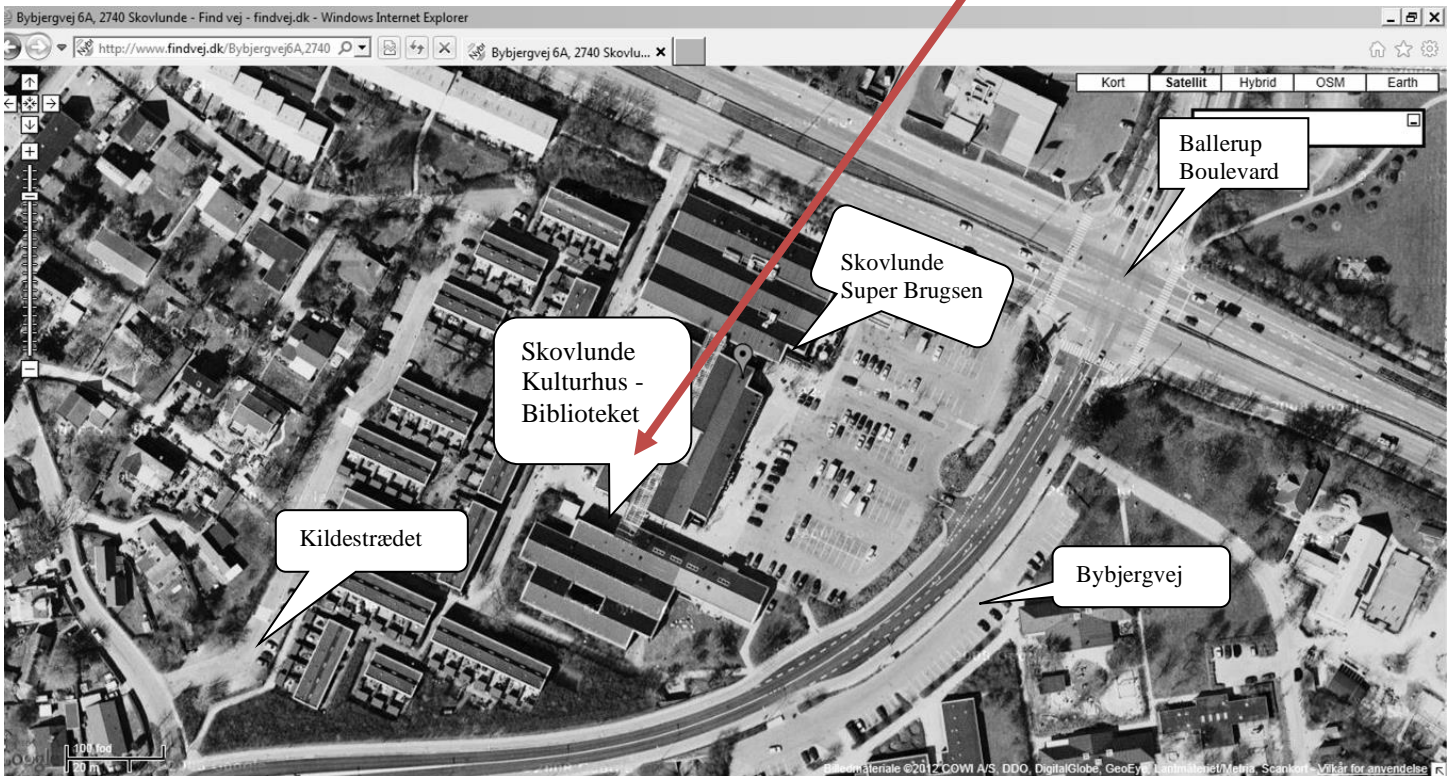 Bybjergvej 6A, 2740 Skovlunde - Find vej - findvej.dk - Windows Internet Explorer
http://www.findvej.dk/Bybjergvej6A,2740
Bybjergvej 6A, 2740 Skovlu...
Kort
Satellit
Hybrid
OSM
Earth
Ballerup
Boulevard
Skovlunde
Super Brugsen
Skovlunde
Kulturhus -
Biblioteket
Kildestrædet
Bybjergvej
100 fod
20 m
Billedmateriale ©2012 COWI A/S, DDO, DigitalGlobe, GeoEye, Lantmäteriet/Metria, Scankort - Vilkår for anvendelse